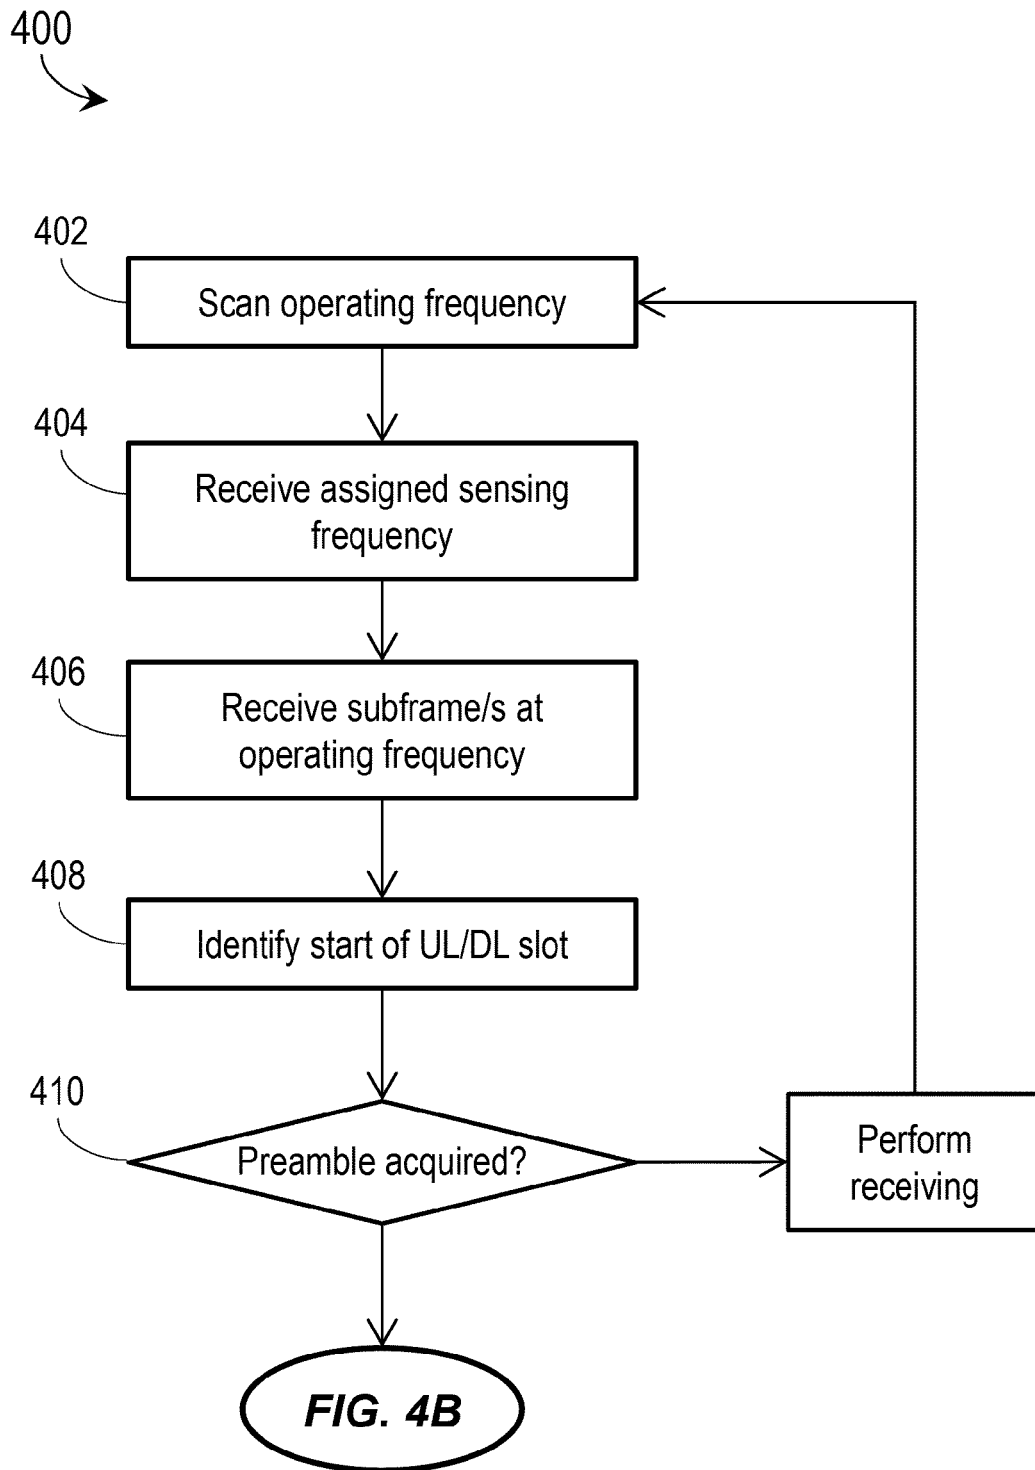 400
402
Scan operating frequency
404
Receive assigned sensing
frequency
406
Receive subframe/s at
operating frequency
408
Identify start of UL/DL slot
410
Preamble acquired?
Perform
receiving
FIG. 4B